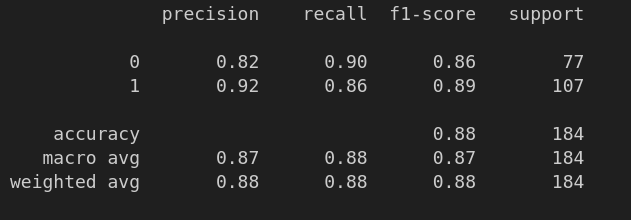 precision recall f1-score support
0 0.82 0.90 0.86 77
1 0.92 0.86 0.89 107
accuracy 0.88 184
macro avg 0.87 0.88 0.87 184
weighted avg 0.88 0.88 0.88 184